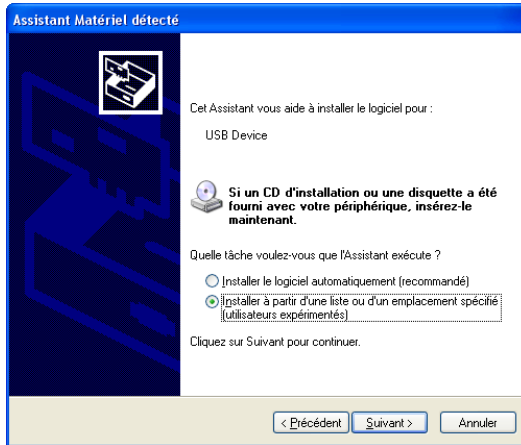 Assistant Matériel détecté
Cet Assistant vous aide à installer le logiciel pour :
USB Device
Si un CD d'installation ou une disquette a été
fourni avec votre périphérique, insérez-le
maintenant.
Quelle tâche voulez-vous que l'Assistant exécute ?
Installer le logiciel automatiquement (recommandé)
Installer à partir d'une liste ou d'un emplacement spécifié
(utilisateurs expérimentés)
Cliquez sur Suivant pour continuer.
< Précédent
Suivant >
Annuler